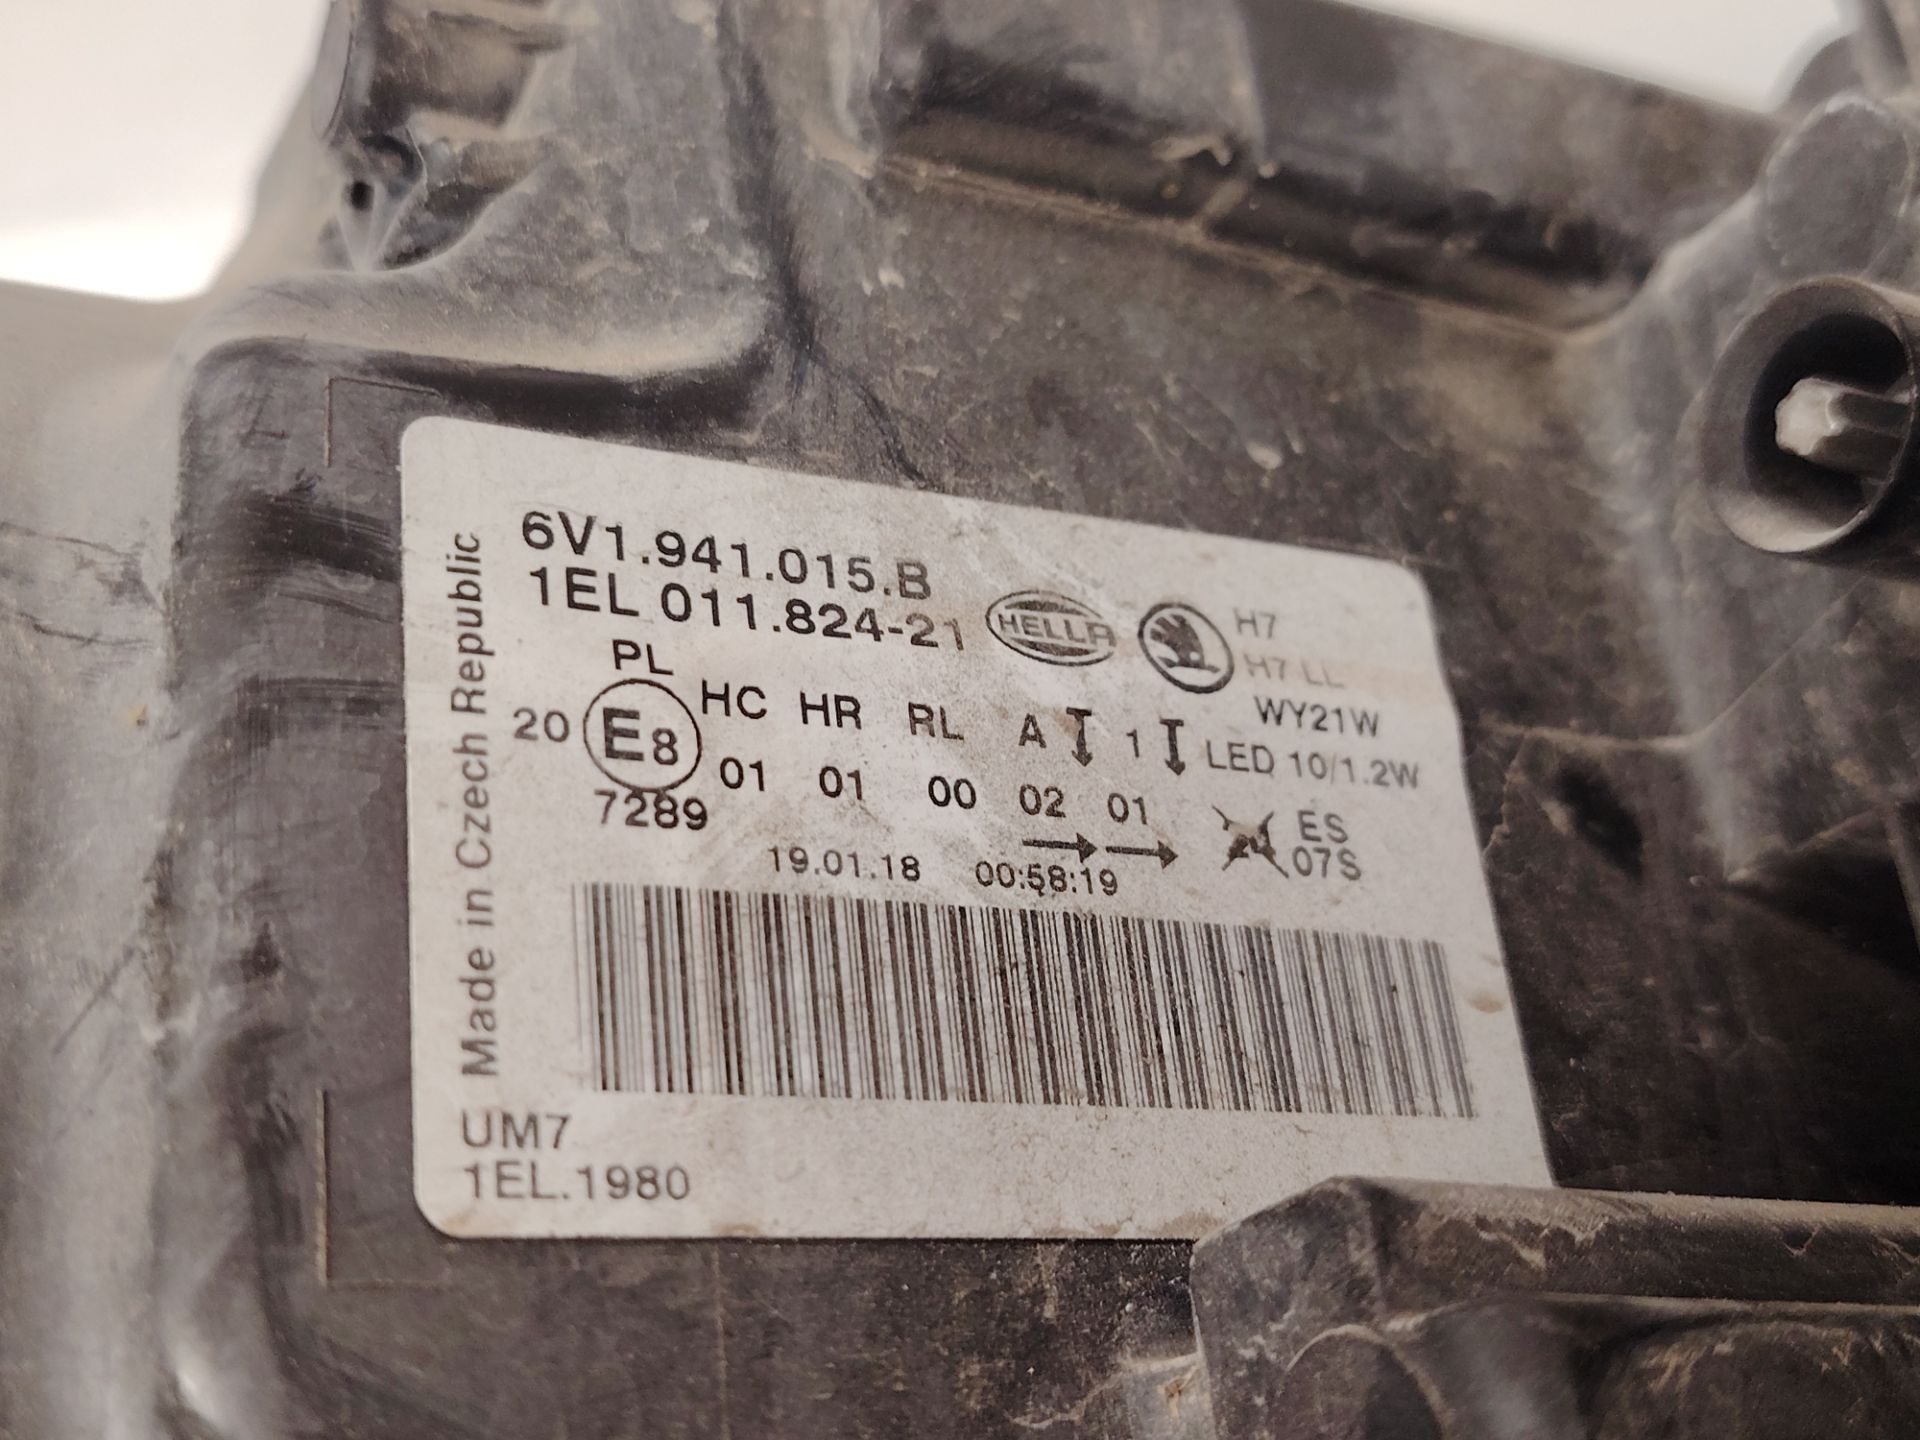 6V1.941.015.B
1EL 011.824-21
HELLA
H7
H7 LL
WY21W
LED 10/1.2W
PL
20 E8 HC HR RL A 1
01 01 00 02 01
7289
24 ES
07S
19.01.18 00:58:19
Made in Czech Republic
UM7
1EL.1980